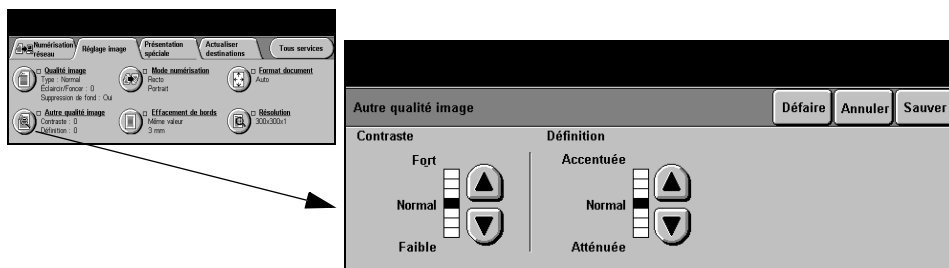 Numérisation réseau
Réglage image
Présentation spéciale
Actualiser destinations
Tous services
Qualité image
Type : Normal
Éclaircir/Foncer : 0
Suppression de fond : Oui
Mode numérisation
Recto
Portrait
Format document
Auto
Autre qualité image
Contraste : 0
Définition : 0
Effacement de bords
Même valeur
3 mm
Résolution
300x300x1
Autre qualité image
Défaire
Annuler
Sauver
Contraste
Fort
Normal
Faible
Définition
Accentuée
Normal
Atténuée